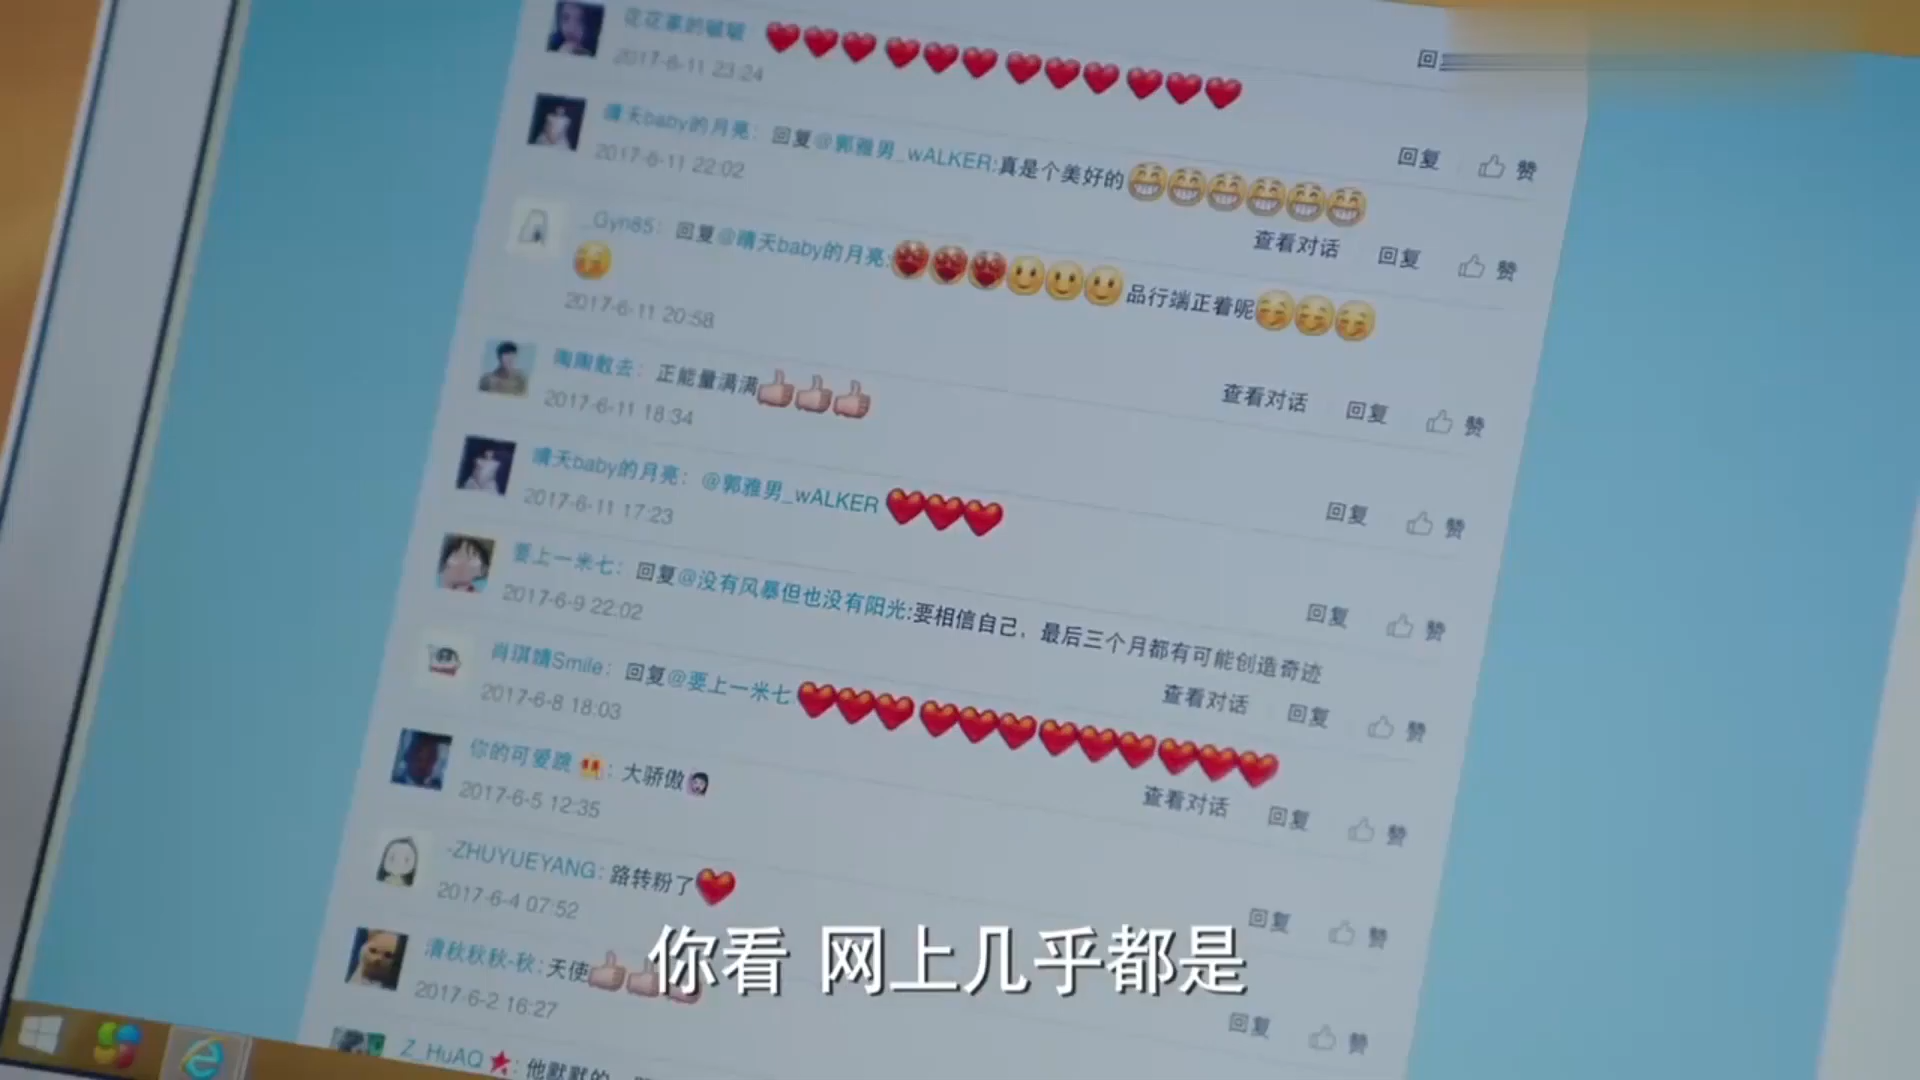 回
2017-6-11 23:24
晴天baby的月亮：回复@郭雅男_wALKER:真是个美好的
2017-6-11 22:02
回复 赞
_Gyn85：回复@晴天baby的月亮:品行端正着呢
查看对话 回复 赞
2017-6-11 20:58
陶陶散去：正能量满满
查看对话 回复 赞
2017-6-11 18:34
晴天baby的月亮：@郭雅男_wALKER
回复 赞
2017-6-11 17:23
要上一米七：回复@没有风暴但也没有阳光:要相信自己，最后三个月都有可能创造奇迹
回复 赞
2017-6-9 22:02
肖琪靖Smile：回复@要上一米七
查看对话 回复 赞
2017-6-8 18:03
你的可爱跳：大骄傲
查看对话 回复 赞
2017-6-5 12:35
-ZHUYUEYANG：路转粉了
回复 赞
2017-6-4 07:52
清秋秋秋-秋：天使
回复 赞
2017-6-2 16:27
Z_HuAQ：他默默的
你看 网上几乎都是